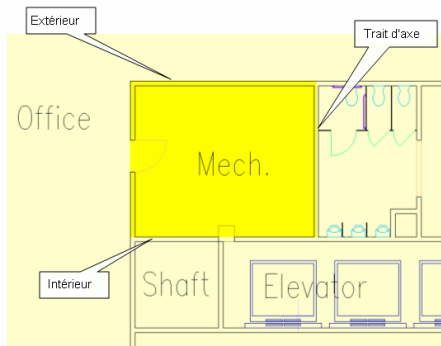 Extérieur
Trait d'axe
Office
Mech.
Intérieur
Shaft
Elevator